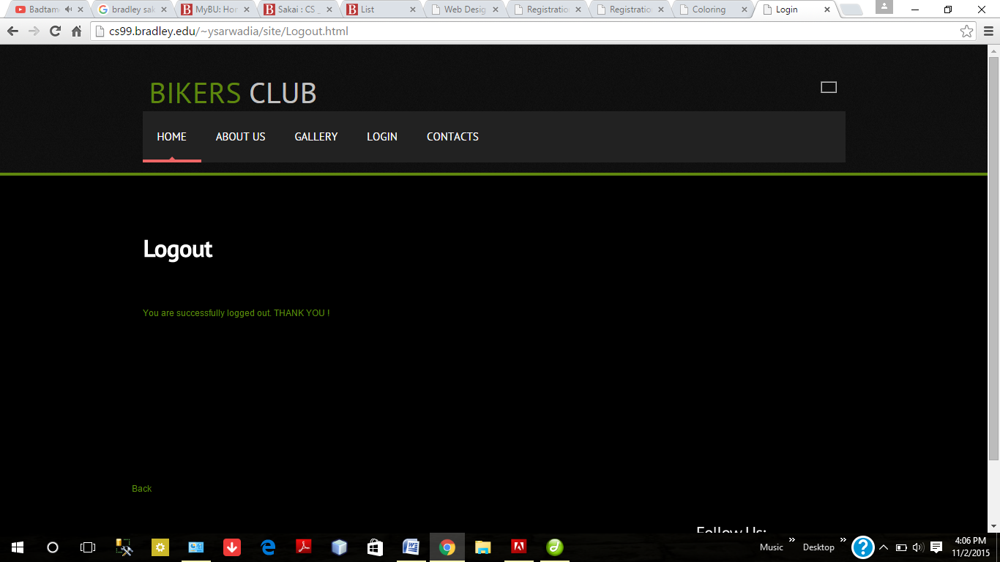 Badtam
bradley sak
MyBU: Ho
Sakai : CS _
List
Web Desig
Registratio
Registratio
Coloring
Login
cs99.bradley.edu/~ysarwadia/site/Logout.html
BIKERS CLUB
HOME ABOUT US GALLERY LOGIN CONTACTS
Logout
You are successfully logged out. THANK YOU !
Back
Follow Us:
Music » Desktop »
4:06 PM
11/2/2015